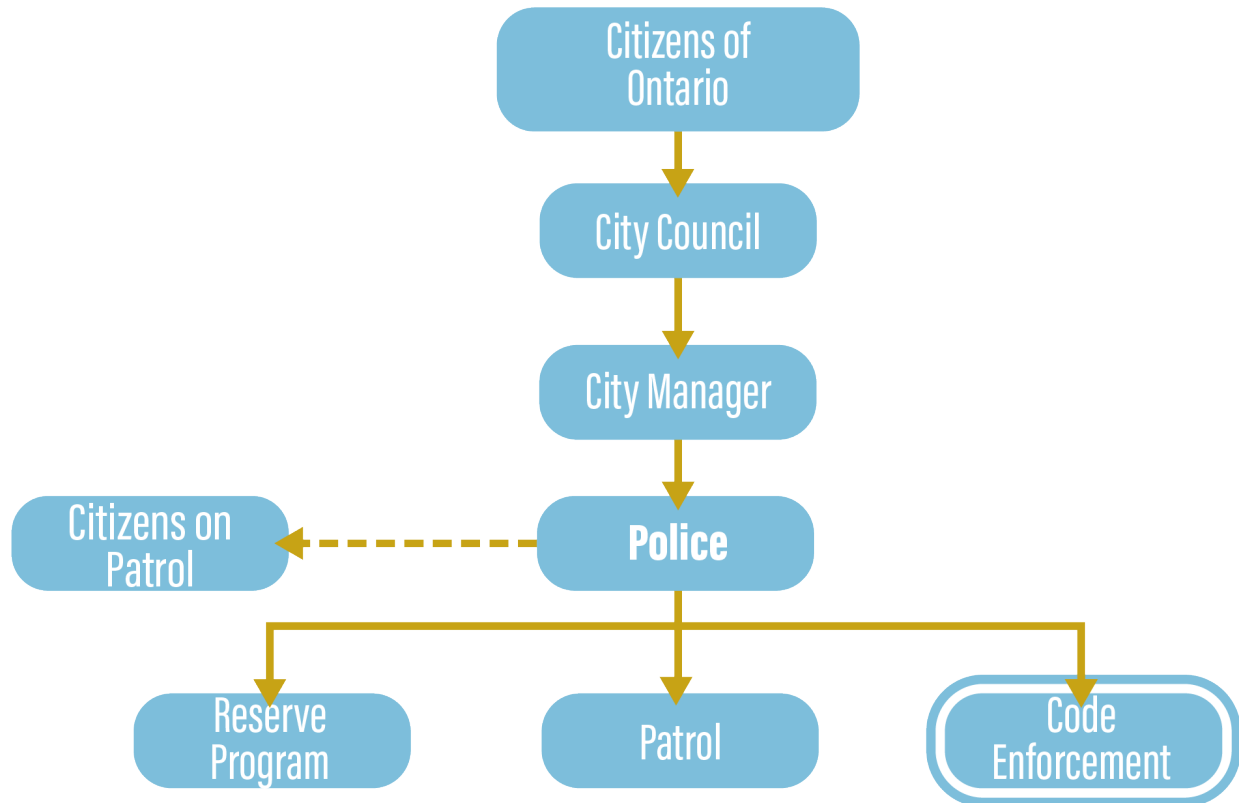 Citizens of
Ontario
City Council
City Manager
Citizens on
Patrol
Police
Reserve
Program
Patrol
Code
Enforcement